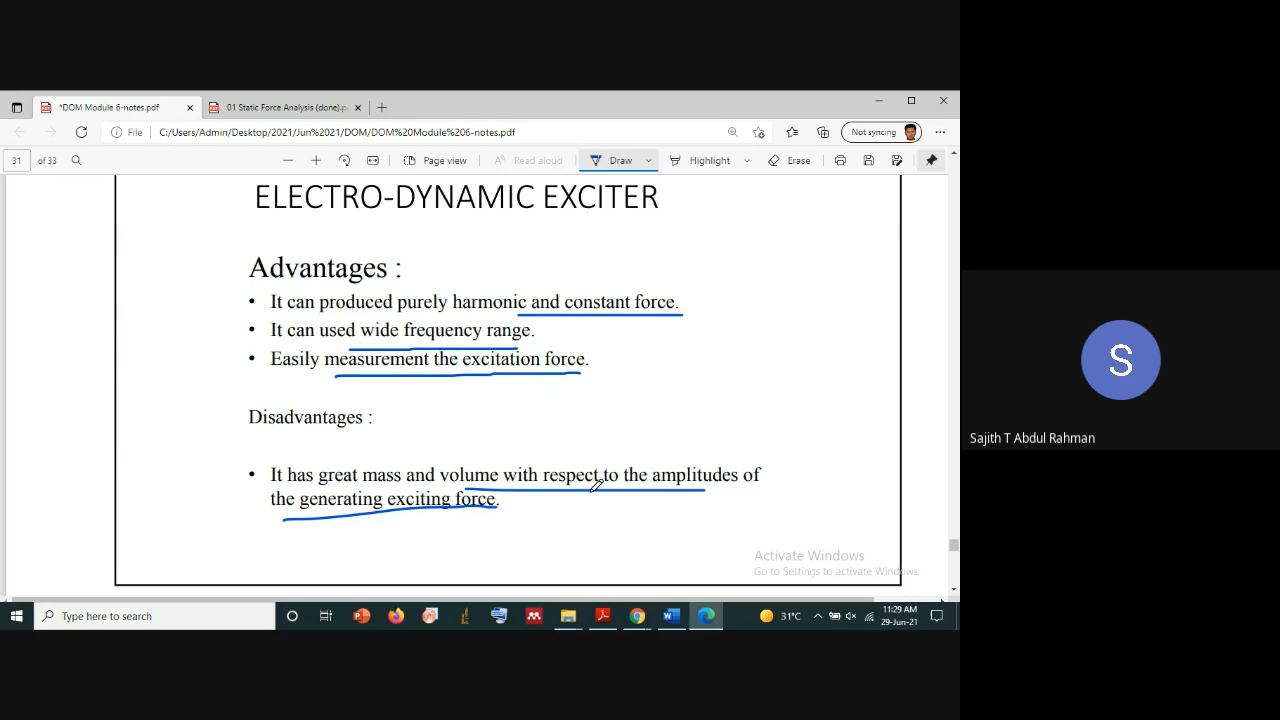 *DOM Module 6-notes.pdf
01 Static Force Analysis (done).p
File
C:/Users/Admin/Desktop/2021/Jun%2021/DOM/DOM%20Module%206-notes.pdf
Not syncing
31 of 33
Page view
Read aloud
Draw
Highlight
Erase
ELECTRO-DYNAMIC EXCITER
Advantages :
• It can produced purely harmonic and constant force.
• It can used wide frequency range.
• Easily measurement the excitation force.
Disadvantages :
• It has great mass and volume with respect to the amplitudes of
the generating exciting force.
Activate Windows
Go to Settings to activate Windows.
Type here to search
31°C
11:29 AM
29-Jun-21
S
Sajith T Abdul Rahman